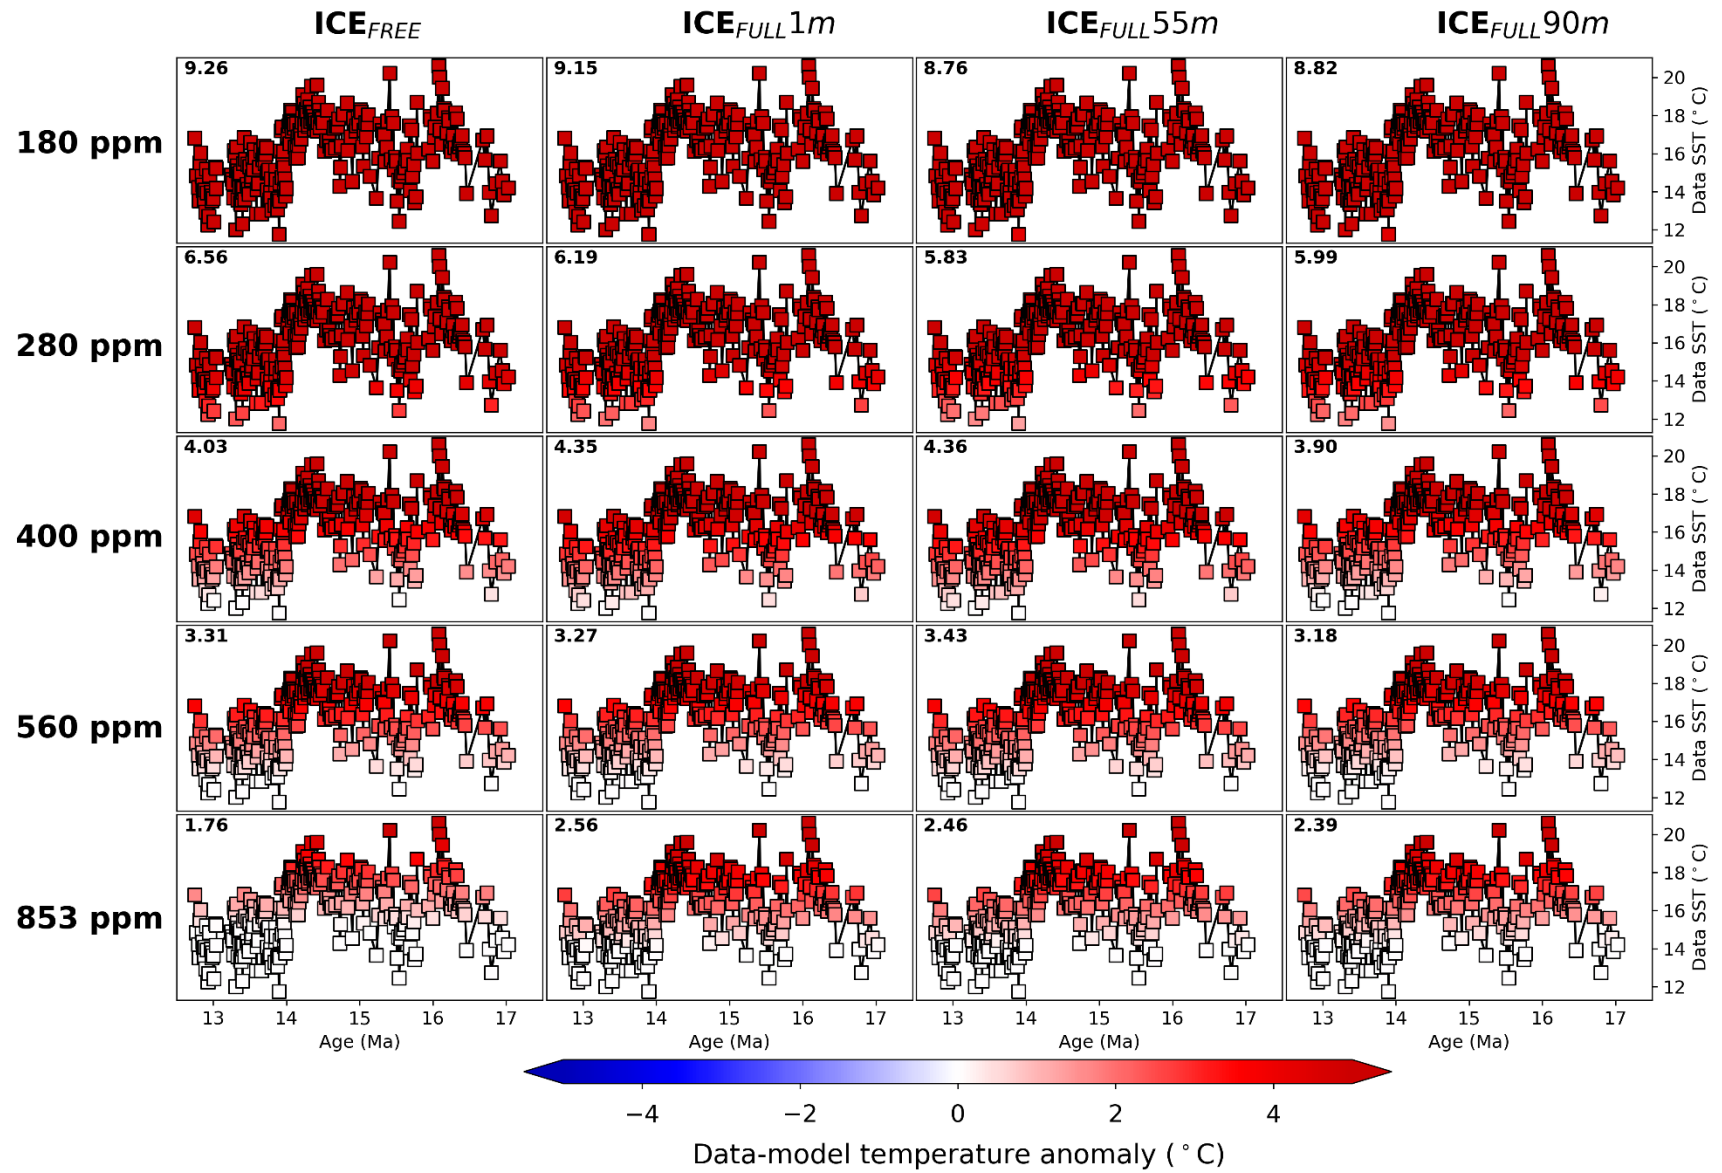 ICE_FREE ICE_FULL1m ICE_FULL55m ICE_FULL90m
180 ppm 9.26 9.15 8.76 8.82
20 18 16 14 12 Data SST (°C)
280 ppm 6.56 6.19 5.83 5.99
20 18 16 14 12 Data SST (°C)
400 ppm 4.03 4.35 4.36 3.90
20 18 16 14 12 Data SST (°C)
560 ppm 3.31 3.27 3.43 3.18
20 18 16 14 12 Data SST (°C)
853 ppm 1.76 2.56 2.46 2.39
20 18 16 14 12 Data SST (°C)
13 14 15 16 17 13 14 15 16 17 13 14 15 16 17 13 14 15 16 17
Age (Ma) Age (Ma) Age (Ma) Age (Ma)
−4 −2 0 2 4
Data-model temperature anomaly (°C)